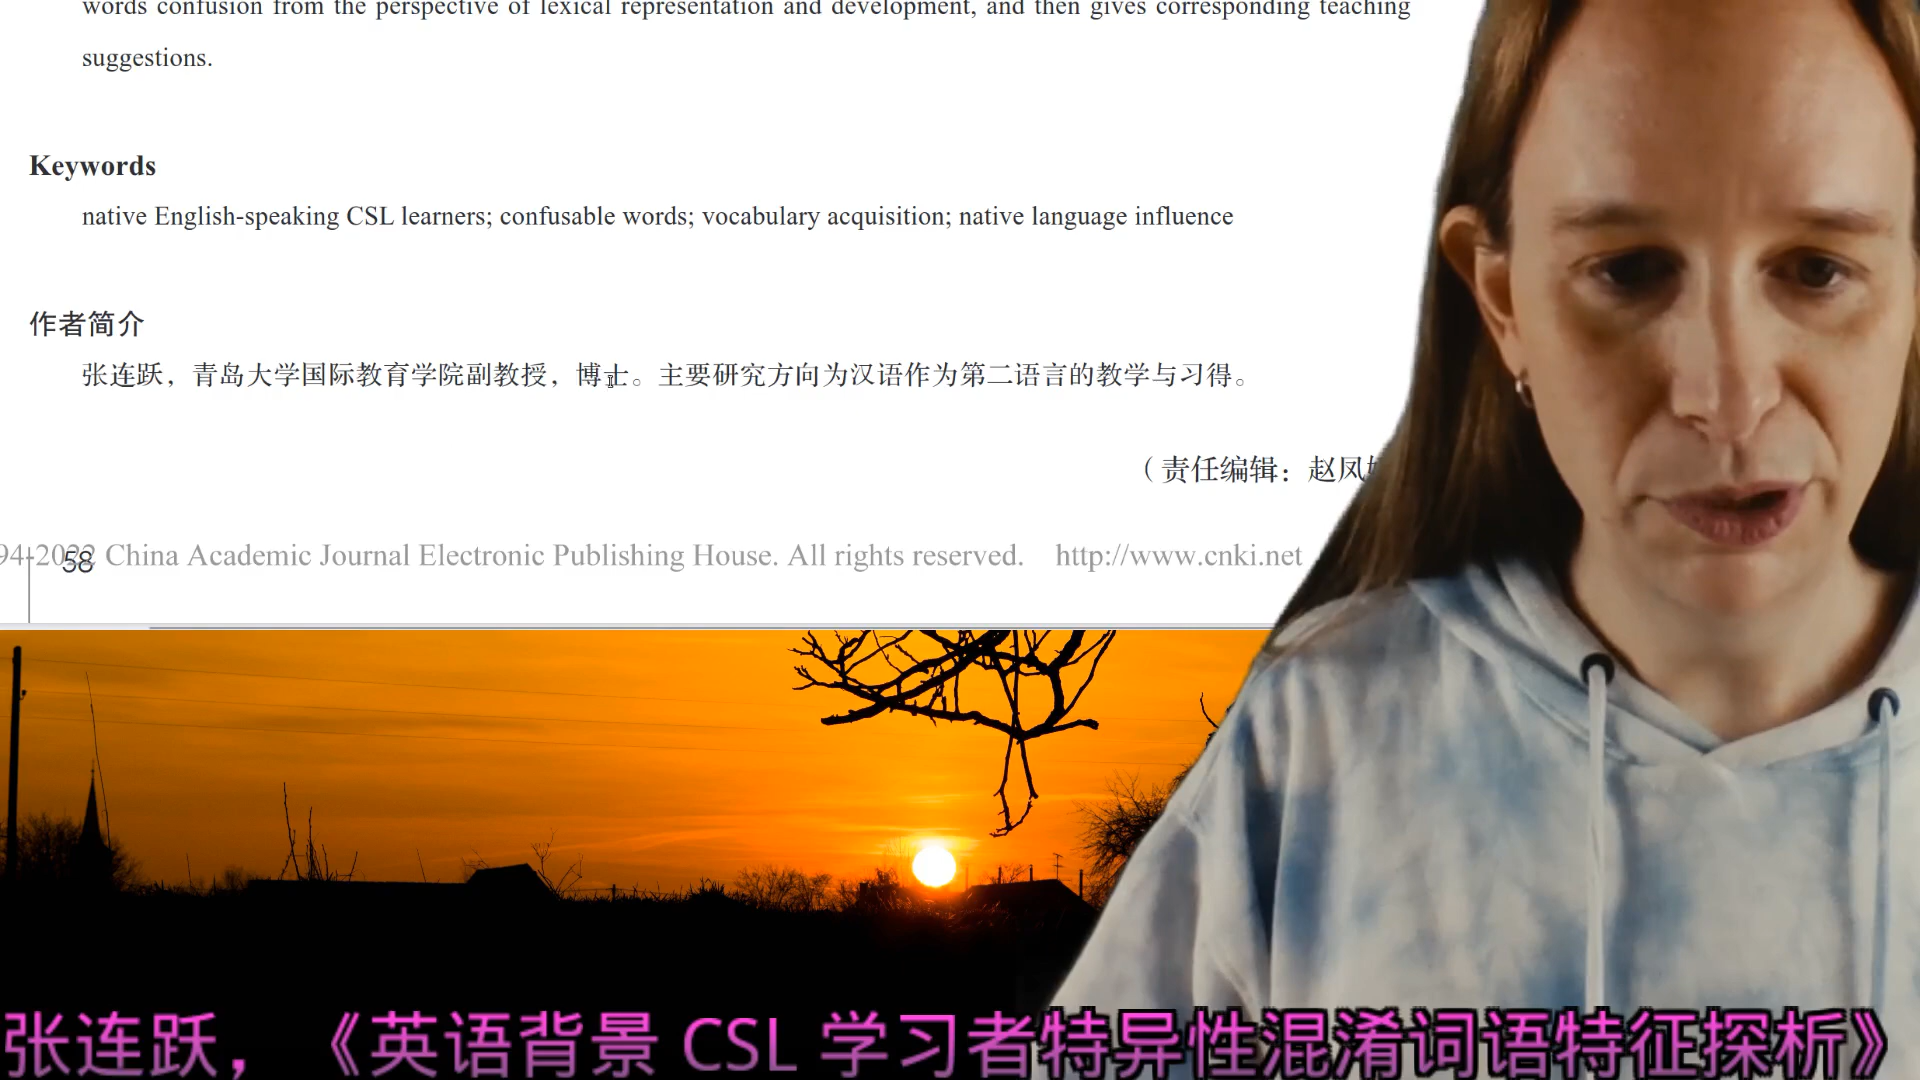 words confusion from the perspective of lexical representation and development, and then gives corresponding teaching
suggestions.
Keywords
native English-speaking CSL learners; confusable words; vocabulary acquisition; native language influence
作者简介
张连跃，青岛大学国际教育学院副教授，博士。主要研究方向为汉语作为第二语言的教学与习得。
（责任编辑：赵凤
94-2022 China Academic Journal Electronic Publishing House. All rights reserved. http://www.cnki.net
58
张连跃，《英语背景 CSL 学习者特异性混淆词语特征探析》